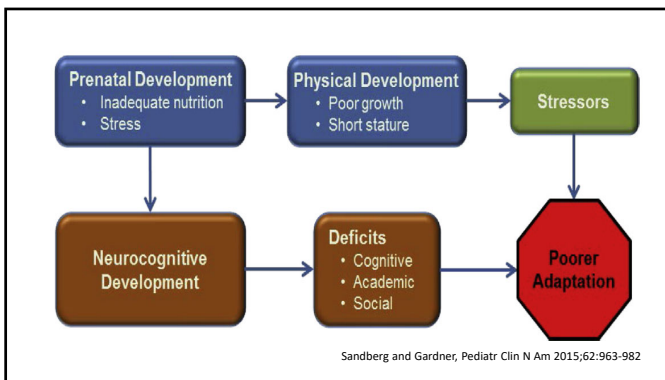 Prenatal Development
• Inadequate nutrition
• Stress
Physical Development
• Poor growth
• Short stature
Stressors
Neurocognitive
Development
Deficits
• Cognitive
• Academic
• Social
Poorer
Adaptation
Sandberg and Gardner, Pediatr Clin N Am 2015;62:963-982